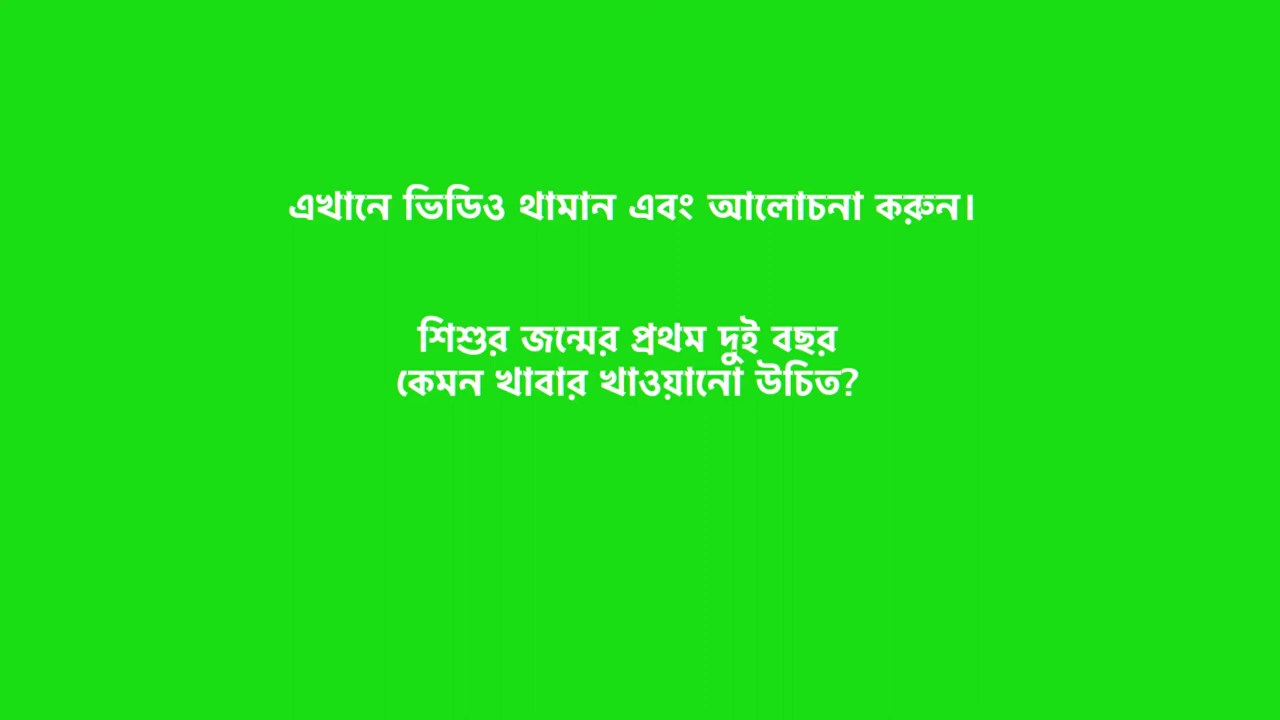 এখানে ভিডিও থামান এবং আলোচনা করুন।
শিশুর জন্মের প্রথম দুই বছর
কেমন খাবার খাওয়ানো উচিত?